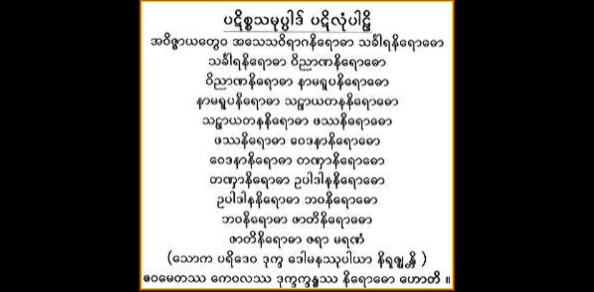 ပဋိစ္စသမုပ္ပါဒ် ပဋိလုံပါဠိ
အဝိဇ္ဇာယတွေဝ အသေသဝိရာဂနိရောဓာ သင်္ခါရနိရောဓော
သင်္ခါရနိရောဓာ ဝိညာဏနိရောဓော
ဝိညာဏနိရောဓာ နာမရူပနိရောဓော
နာမရူပနိရောဓာ သဠာယတနနိရောဓော
သဠာယတနနိရောဓာ ဖဿနိရောဓော
ဖဿနိရောဓာ ဝေဒနာနိရောဓော
ဝေဒနာနိရောဓာ တဏှာနိရောဓော
တဏှာနိရောဓာ ဥပါဒါနနိရောဓော
ဥပါဒါနနိရောဓာ ဘဝနိရောဓော
ဘဝနိရောဓာ ဇာတိနိရောဓော
ဇာတိနိရောဓာ ဇရာ မရဏံ
(သောက ပရိဒေဝ ဒုက္ခ ဒေါမနဿုပါယာ နိရုဇ္ဈန္တိ )
ဧဝမေတဿ ကေဝလဿ ဒုက္ခက္ခန္ဓဿ နိရောဓော ဟောတိ ။